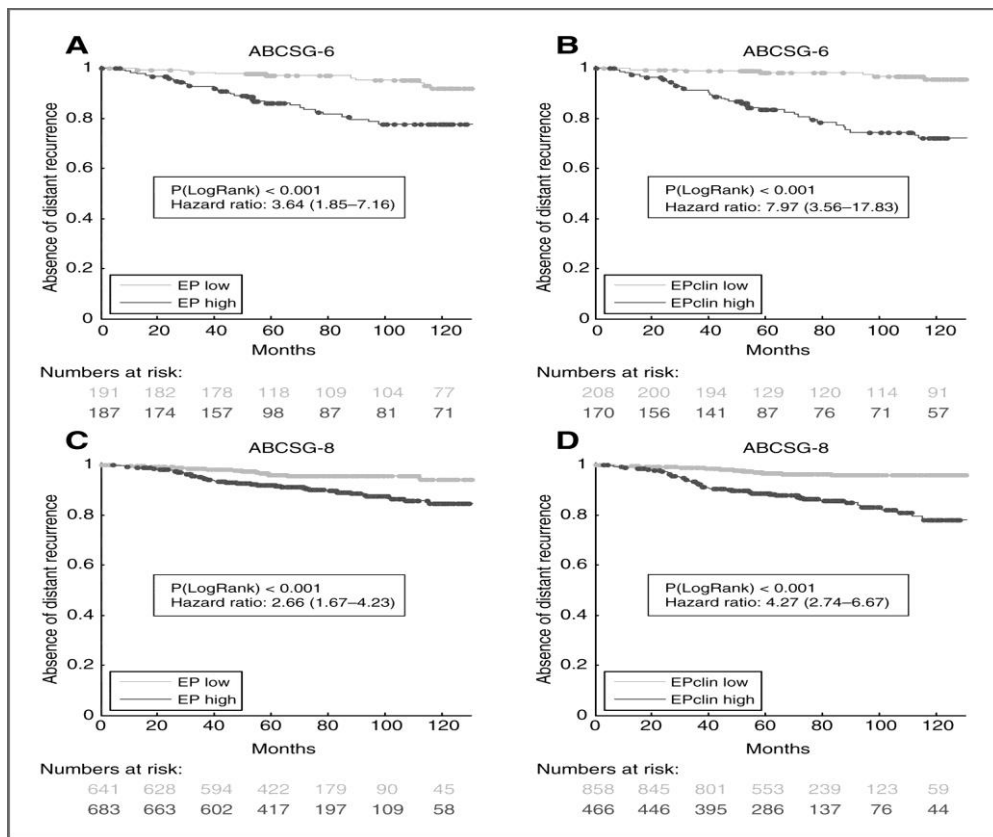 A
ABCSG-6
Absence of distant recurrence
1
0.8
0.6
0.4
0.2
0
P(LogRank) < 0.001
Hazard ratio: 3.64 (1.85–7.16)
EP low
EP high
0 20 40 60 80 100 120
Months
Numbers at risk:
191 182 178 118 109 104 77
187 174 157 98 87 81 71
B
ABCSG-6
Absence of distant recurrence
1
0.8
0.6
0.4
0.2
0
P(LogRank) < 0.001
Hazard ratio: 7.97 (3.56–17.83)
EPclin low
EPclin high
0 20 40 60 80 100 120
Months
Numbers at risk:
208 200 194 129 120 114 91
170 156 141 87 76 71 57
C
ABCSG-8
Absence of distant recurrence
1
0.8
0.6
0.4
0.2
0
P(LogRank) < 0.001
Hazard ratio: 2.66 (1.67–4.23)
EP low
EP high
0 20 40 60 80 100 120
Months
Numbers at risk:
641 628 594 422 179 90 45
683 663 602 417 197 109 58
D
ABCSG-8
Absence of distant recurrence
1
0.8
0.6
0.4
0.2
0
P(LogRank) < 0.001
Hazard ratio: 4.27 (2.74–6.67)
EPclin low
EPclin high
0 20 40 60 80 100 120
Months
Numbers at risk:
858 845 801 553 239 123 59
466 446 395 286 137 76 44